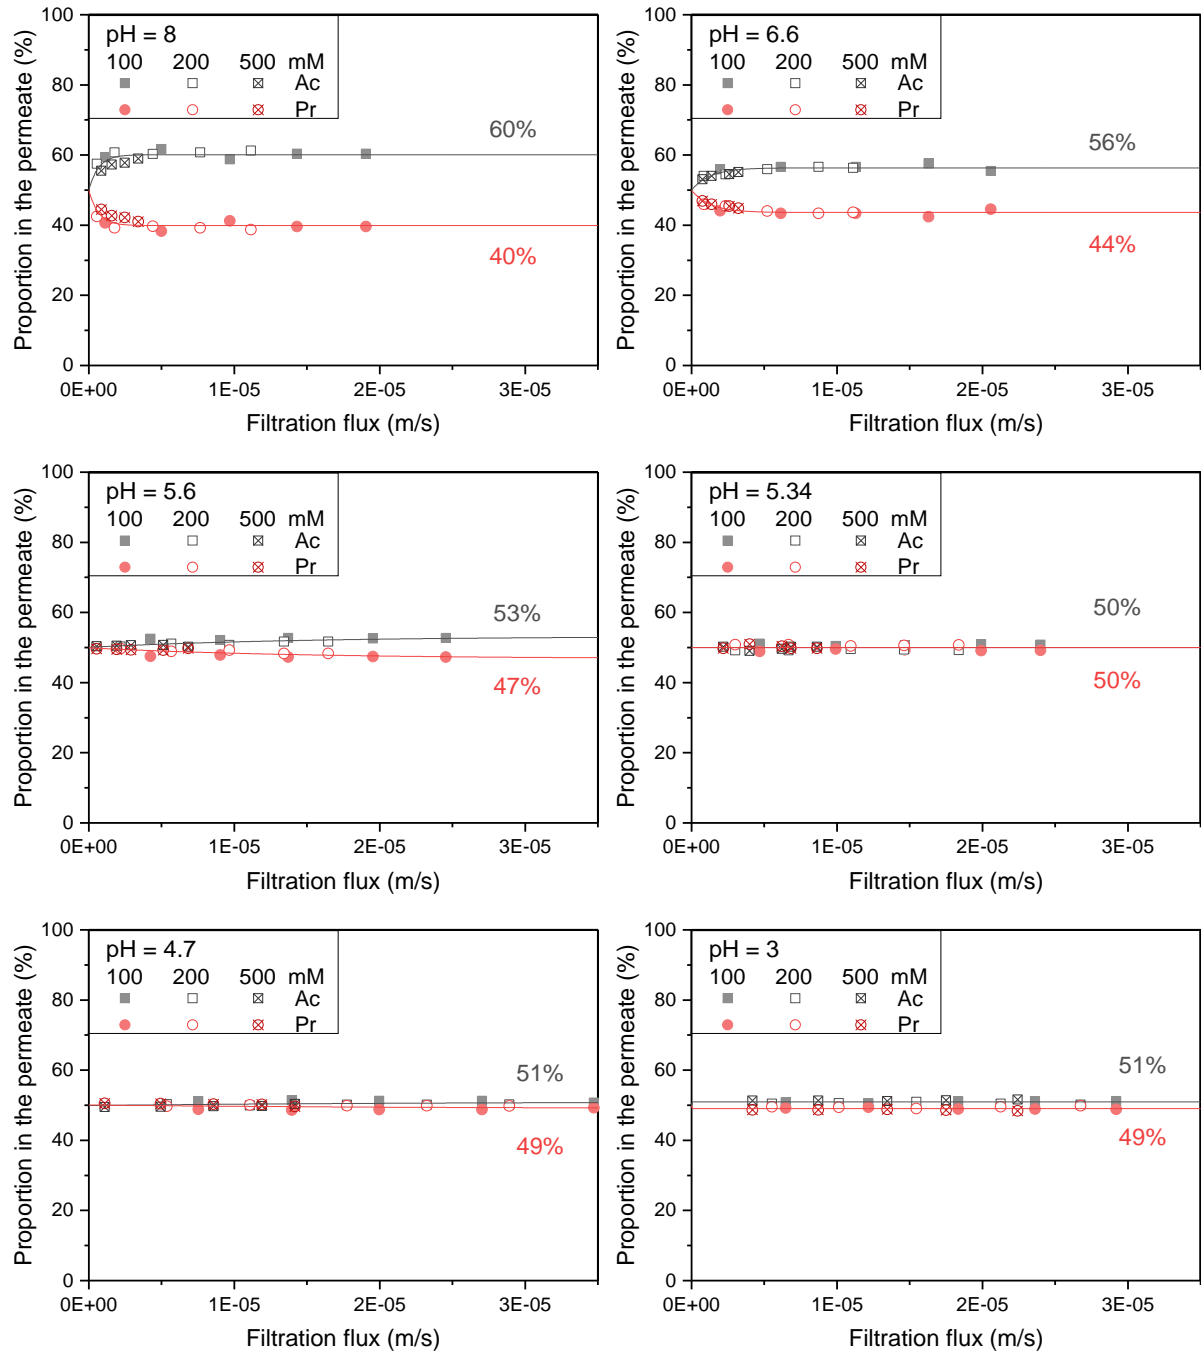 Proportion in the permeate (%)
100
80
60
40
20
0
pH = 8
100 200 500 mM
Ac
Pr
60%
40%
0E+00 1E-05 2E-05 3E-05
Filtration flux (m/s)
Proportion in the permeate (%)
100
80
60
40
20
0
pH = 6.6
100 200 500 mM
Ac
Pr
56%
44%
0E+00 1E-05 2E-05 3E-05
Filtration flux (m/s)
Proportion in the permeate (%)
100
80
60
40
20
0
pH = 5.6
100 200 500 mM
Ac
Pr
53%
47%
0E+00 1E-05 2E-05 3E-05
Filtration flux (m/s)
Proportion in the permeate (%)
100
80
60
40
20
0
pH = 5.34
100 200 500 mM
Ac
Pr
50%
50%
0E+00 1E-05 2E-05 3E-05
Filtration flux (m/s)
Proportion in the permeate (%)
100
80
60
40
20
0
pH = 4.7
100 200 500 mM
Ac
Pr
51%
49%
0E+00 1E-05 2E-05 3E-05
Filtration flux (m/s)
Proportion in the permeate (%)
100
80
60
40
20
0
pH = 3
100 200 500 mM
Ac
Pr
51%
49%
0E+00 1E-05 2E-05 3E-05
Filtration flux (m/s)